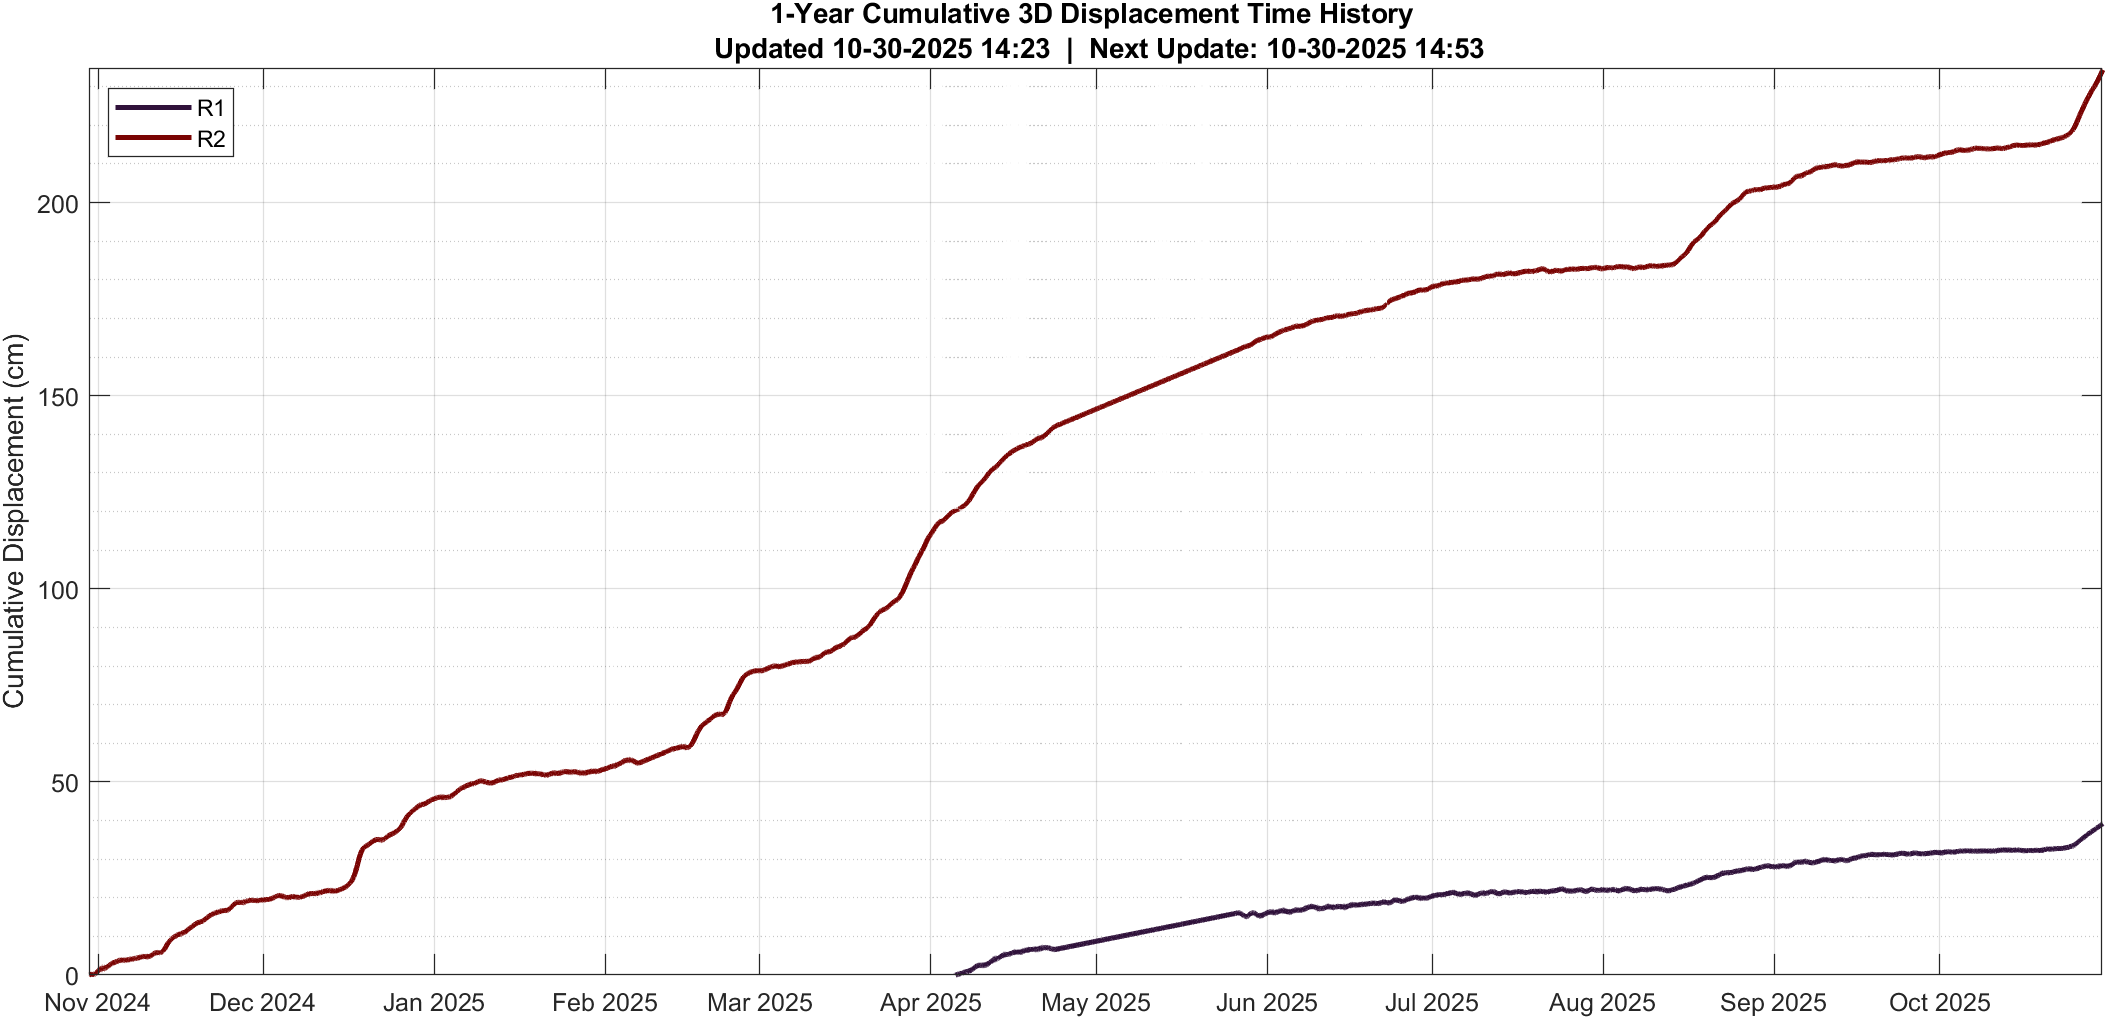 1-Year Cumulative 3D Displacement Time History
Updated 10-30-2025 14:23 | Next Update: 10-30-2025 14:53
R1
R2
Cumulative Displacement (cm)
200
150
100
50
0
Nov 2024 Dec 2024 Jan 2025 Feb 2025 Mar 2025 Apr 2025 May 2025 Jun 2025 Jul 2025 Aug 2025 Sep 2025 Oct 2025